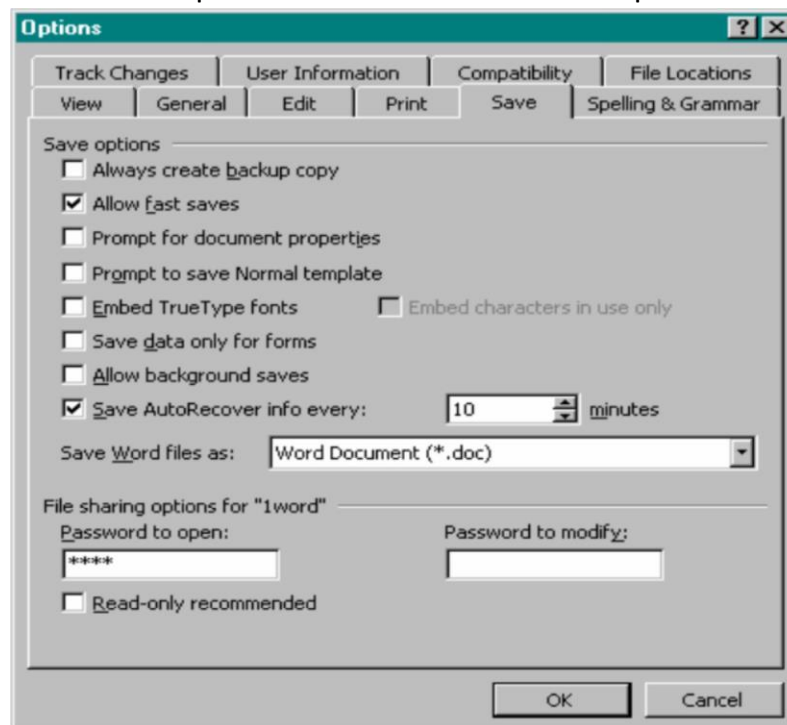 Options
Track Changes User Information Compatibility File Locations
View General Edit Print Save Spelling & Grammar
Save options
Always create backup copy
Allow fast saves
Prompt for document properties
Prompt to save Normal template
Embed TrueType fonts Embed characters in use only
Save data only for forms
Allow background saves
Save AutoRecover info every: 10 minutes
Save Word files as: Word Document (*.doc)
File sharing options for "1word"
Password to open: Password to modify:
****
Read-only recommended
OK Cancel